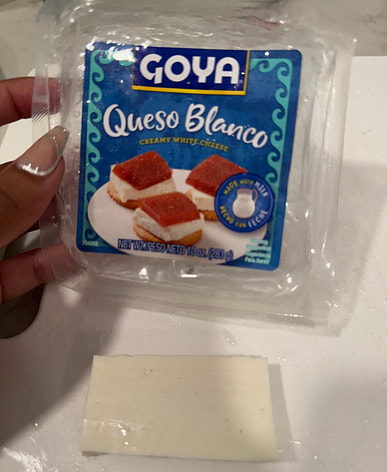 GOYA
Queso Blanco
CREAMY WHITE CHEESE
MADE with MILK
HECHO con LECHE
NET WT./PESO NETO 10 oz. (283 g)